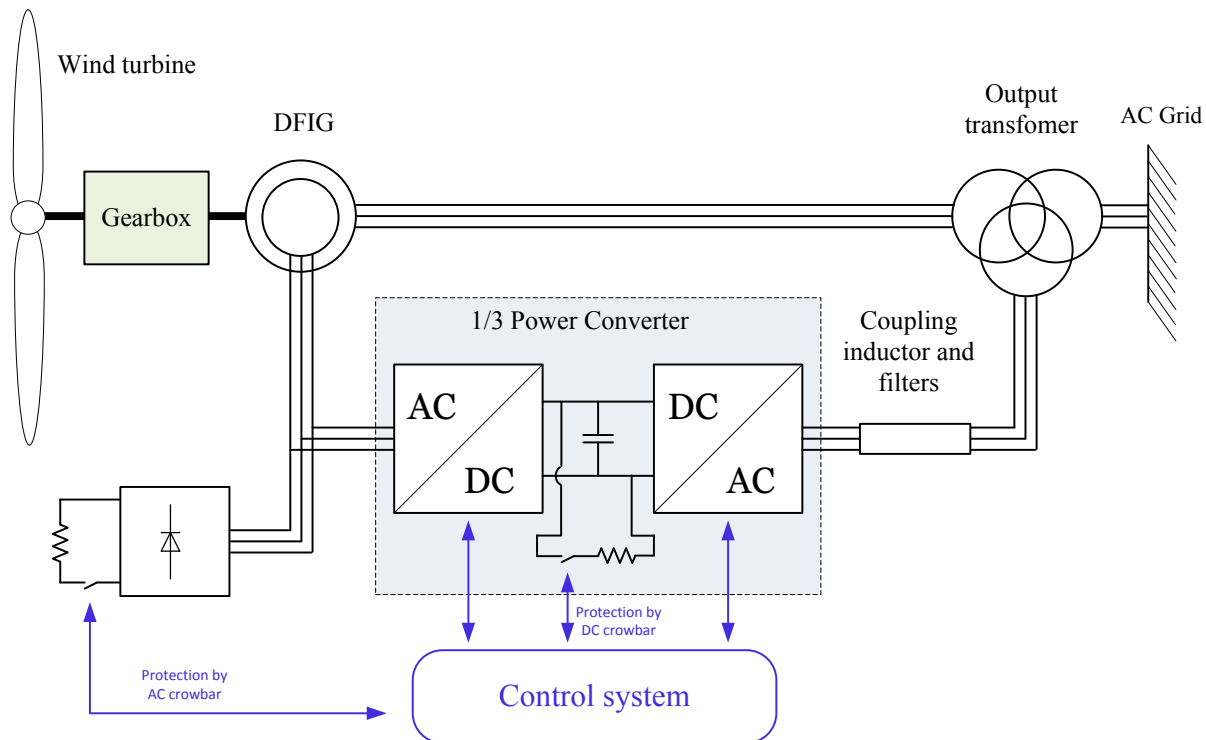 Wind turbine
DFIG
Output
transfomer
AC Grid
Gearbox
1/3 Power Converter
Coupling
inductor and
filters
AC
DC
DC
AC
Protection by
DC crowbar
Protection by
AC crowbar
Control system